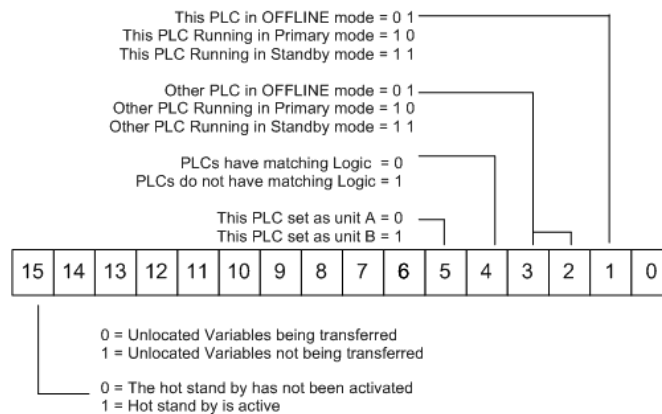 This PLC in OFFLINE mode = 0 1
This PLC Running in Primary mode = 1 0
This PLC Running in Standby mode = 1 1
Other PLC in OFFLINE mode = 0 1
Other PLC Running in Primary mode = 1 0
Other PLC Running in Standby mode = 1 1
PLCs have matching Logic = 0
PLCs do not have matching Logic = 1
This PLC set as unit A = 0
This PLC set as unit B = 1
15 14 13 12 11 10 9 8 7 6 5 4 3 2 1 0
0 = Unlocated Variables being transferred
1 = Unlocated Variables not being transferred
0 = The hot stand by has not been activated
1 = Hot stand by is active